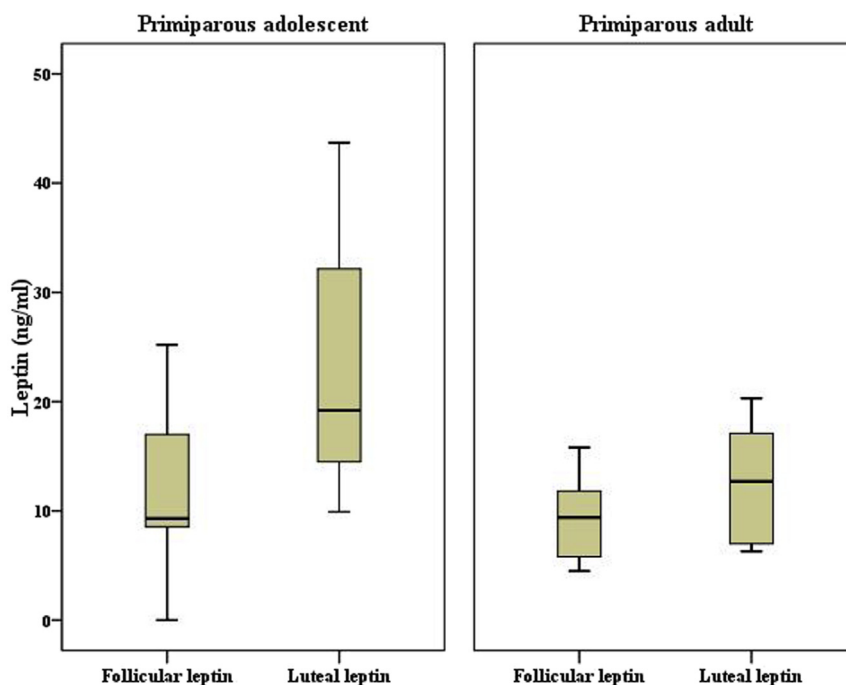 Primiparous adolescent
Primiparous adult
Leptin (ng/ml)
50
40
30
20
10
0
Follicular leptin
Luteal leptin
Follicular leptin
Luteal leptin